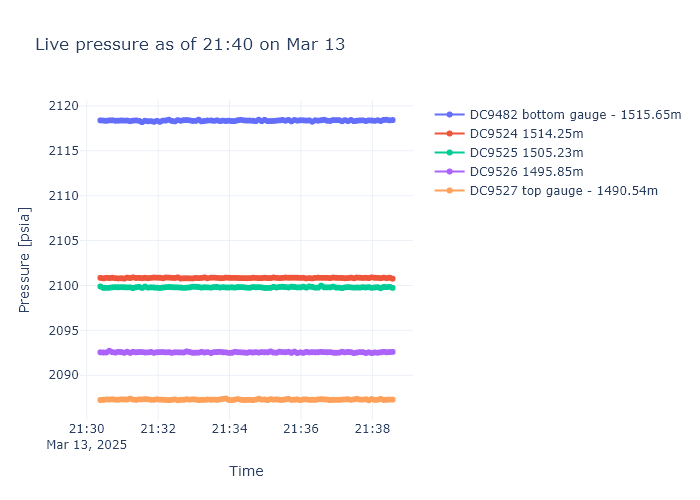 Live pressure as of 21:40 on Mar 13
DC9482 bottom gauge - 1515.65m
DC9524 1514.25m
DC9525 1505.23m
DC9526 1495.85m
DC9527 top gauge - 1490.54m
Pressure [psia]
2120
2115
2110
2105
2100
2095
2090
21:30 21:32 21:34 21:36 21:38
Mar 13, 2025
Time